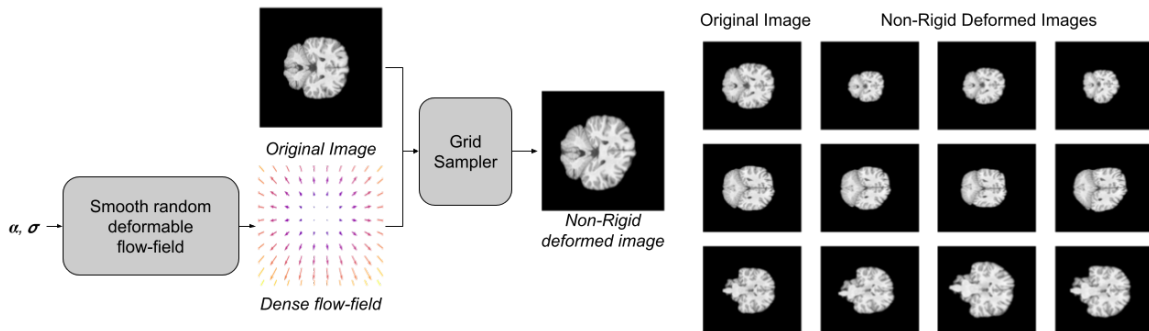 Original Image
Non-Rigid Deformed Images
Original Image
Grid
Sampler
Smooth random
deformable
flow-field
α, σ
Non-Rigid
deformed image
Dense flow-field